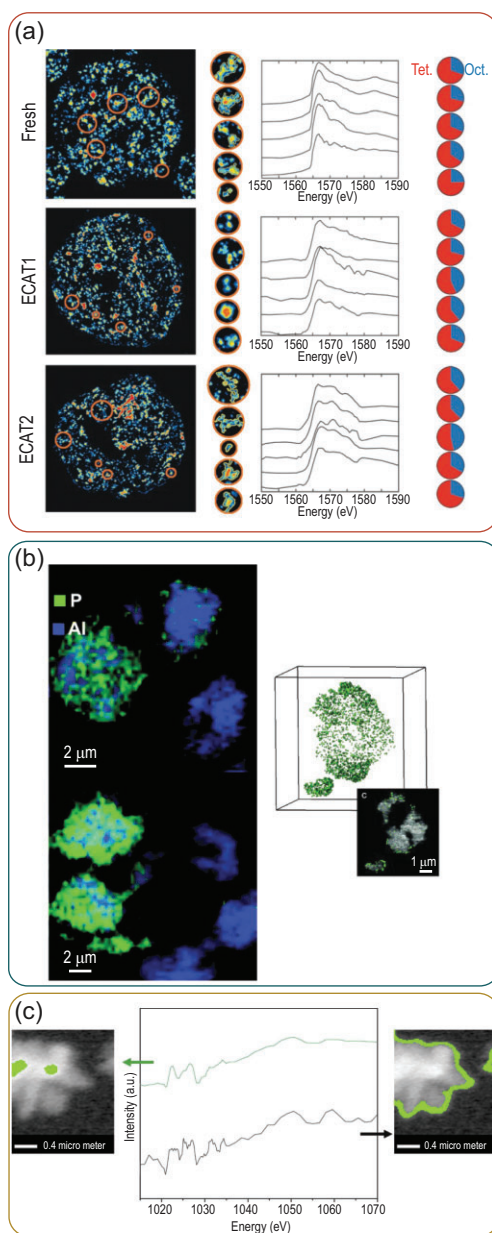 (a)
Fresh
Tet. Oct.
1550 1560 1570 1580 1590
Energy (eV)
ECAT1
1550 1560 1570 1580 1590
Energy (eV)
ECAT2
1550 1560 1570 1580 1590
Energy (eV)
(b)
P
Al
2 μm
2 μm
c
1 μm
(c)
0.4 micro meter
Intensity (a.u.)
1020 1030 1040 1050 1060 1070
Energy (eV)
0.4 micro meter